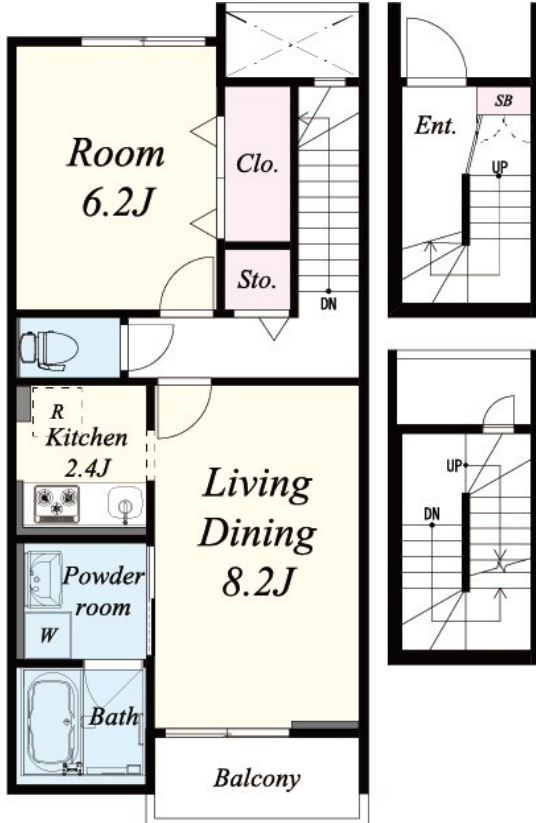 Room
6.2J
Clo.
Sto.
DN
R
Kitchen
2.4J
Living
Dining
8.2J
Powder
room
W
Bath
Balcony
SB
Ent.
UP
UP
DN